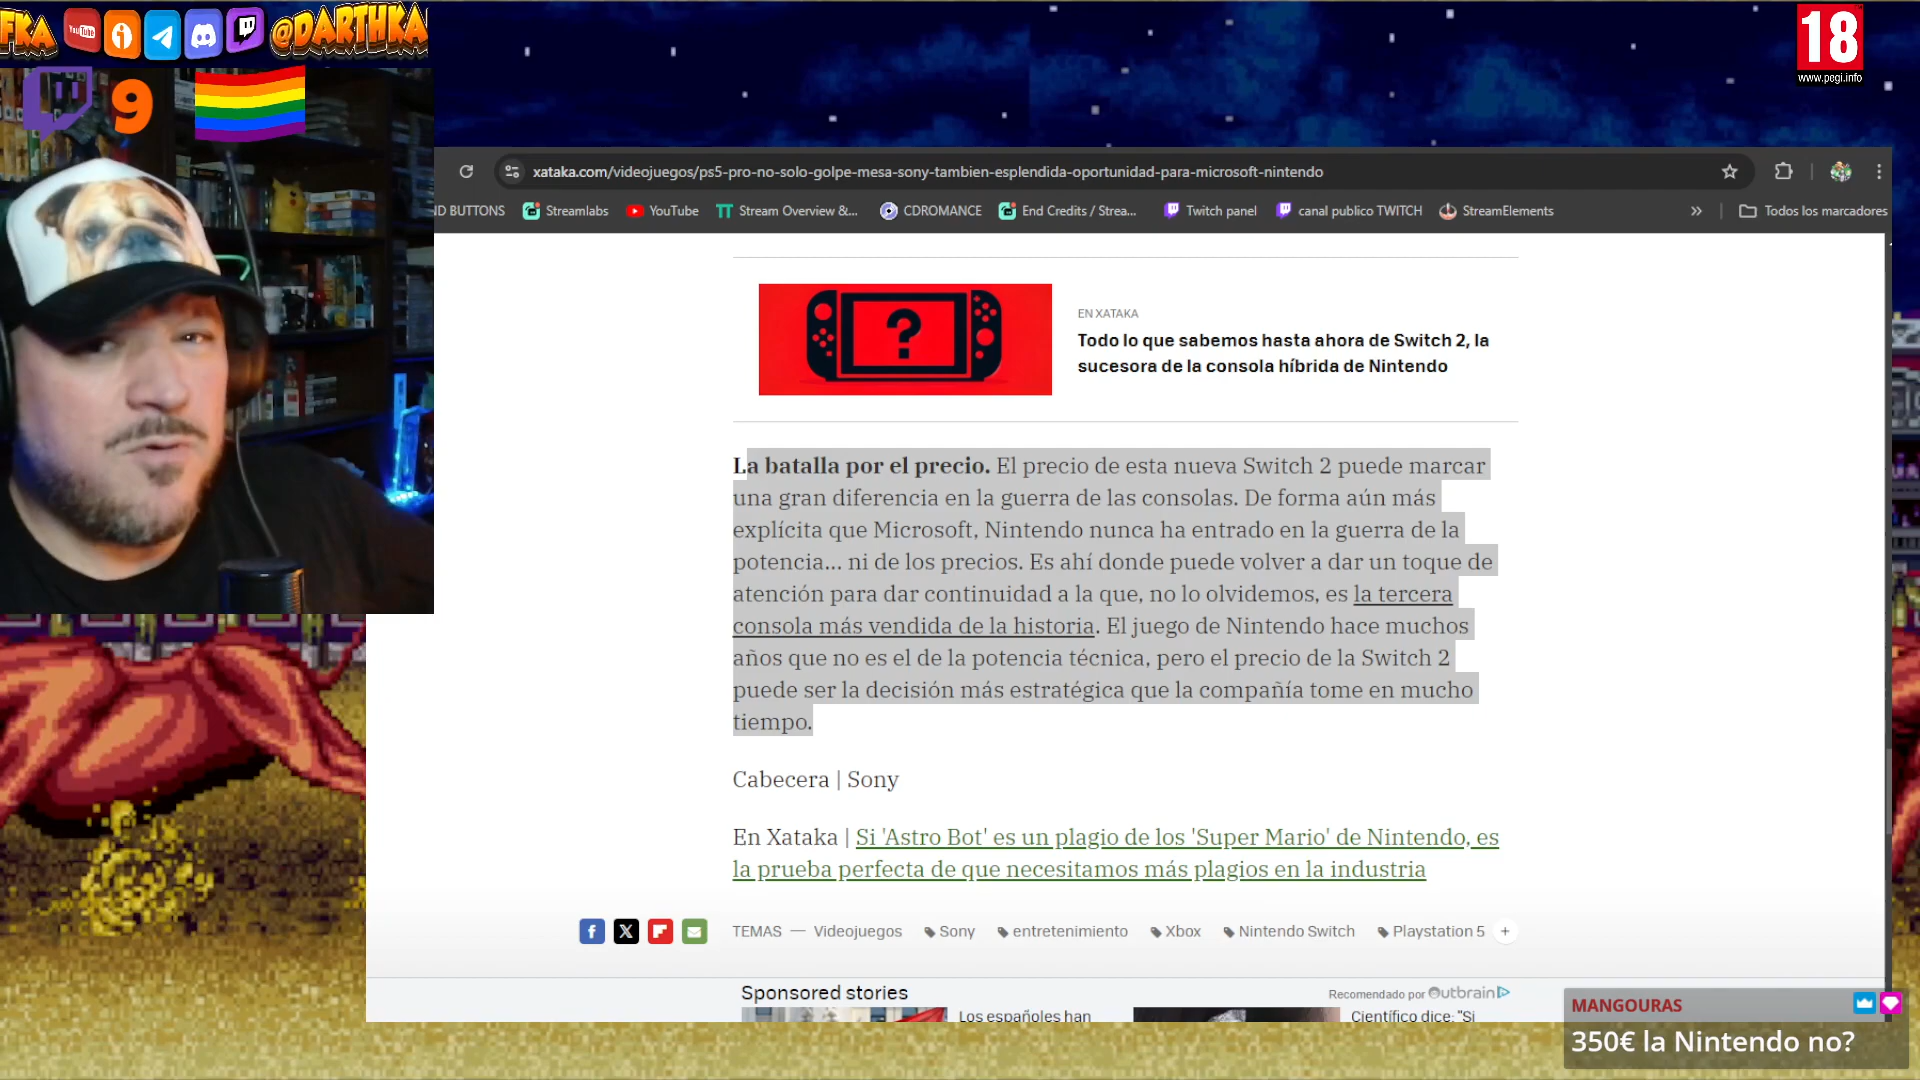 FKA
YouTube
@DARTHKA
18
www.pegi.info
9
xataka.com/videojuegos/ps5-pro-no-solo-golpe-mesa-sony-tambien-esplendida-oportunidad-para-microsoft-nintendo
ND BUTTONS
Streamlabs
YouTube
Stream Overview &...
CDROMANCE
End Credits / Strea...
Twitch panel
canal publico TWITCH
StreamElements
»
Todos los marcadores
?
EN XATAKA
Todo lo que sabemos hasta ahora de Switch 2, la
sucesora de la consola híbrida de Nintendo
La batalla por el precio. El precio de esta nueva Switch 2 puede marcar
una gran diferencia en la guerra de las consolas. De forma aún más
explícita que Microsoft, Nintendo nunca ha entrado en la guerra de la
potencia... ni de los precios. Es ahí donde puede volver a dar un toque de
atención para dar continuidad a la que, no lo olvidemos, es la tercera
consola más vendida de la historia. El juego de Nintendo hace muchos
años que no es el de la potencia técnica, pero el precio de la Switch 2
puede ser la decisión más estratégica que la compañía tome en mucho
tiempo.
Cabecera | Sony
En Xataka | Si 'Astro Bot' es un plagio de los 'Super Mario' de Nintendo, es
la prueba perfecta de que necesitamos más plagios en la industria
TEMAS — Videojuegos Sony entretenimiento Xbox Nintendo Switch Playstation 5 +
Sponsored stories
Recomendado por Outbrain
Los españoles han
Científico dice: "Si
MANGOURAS
350€ la Nintendo no?